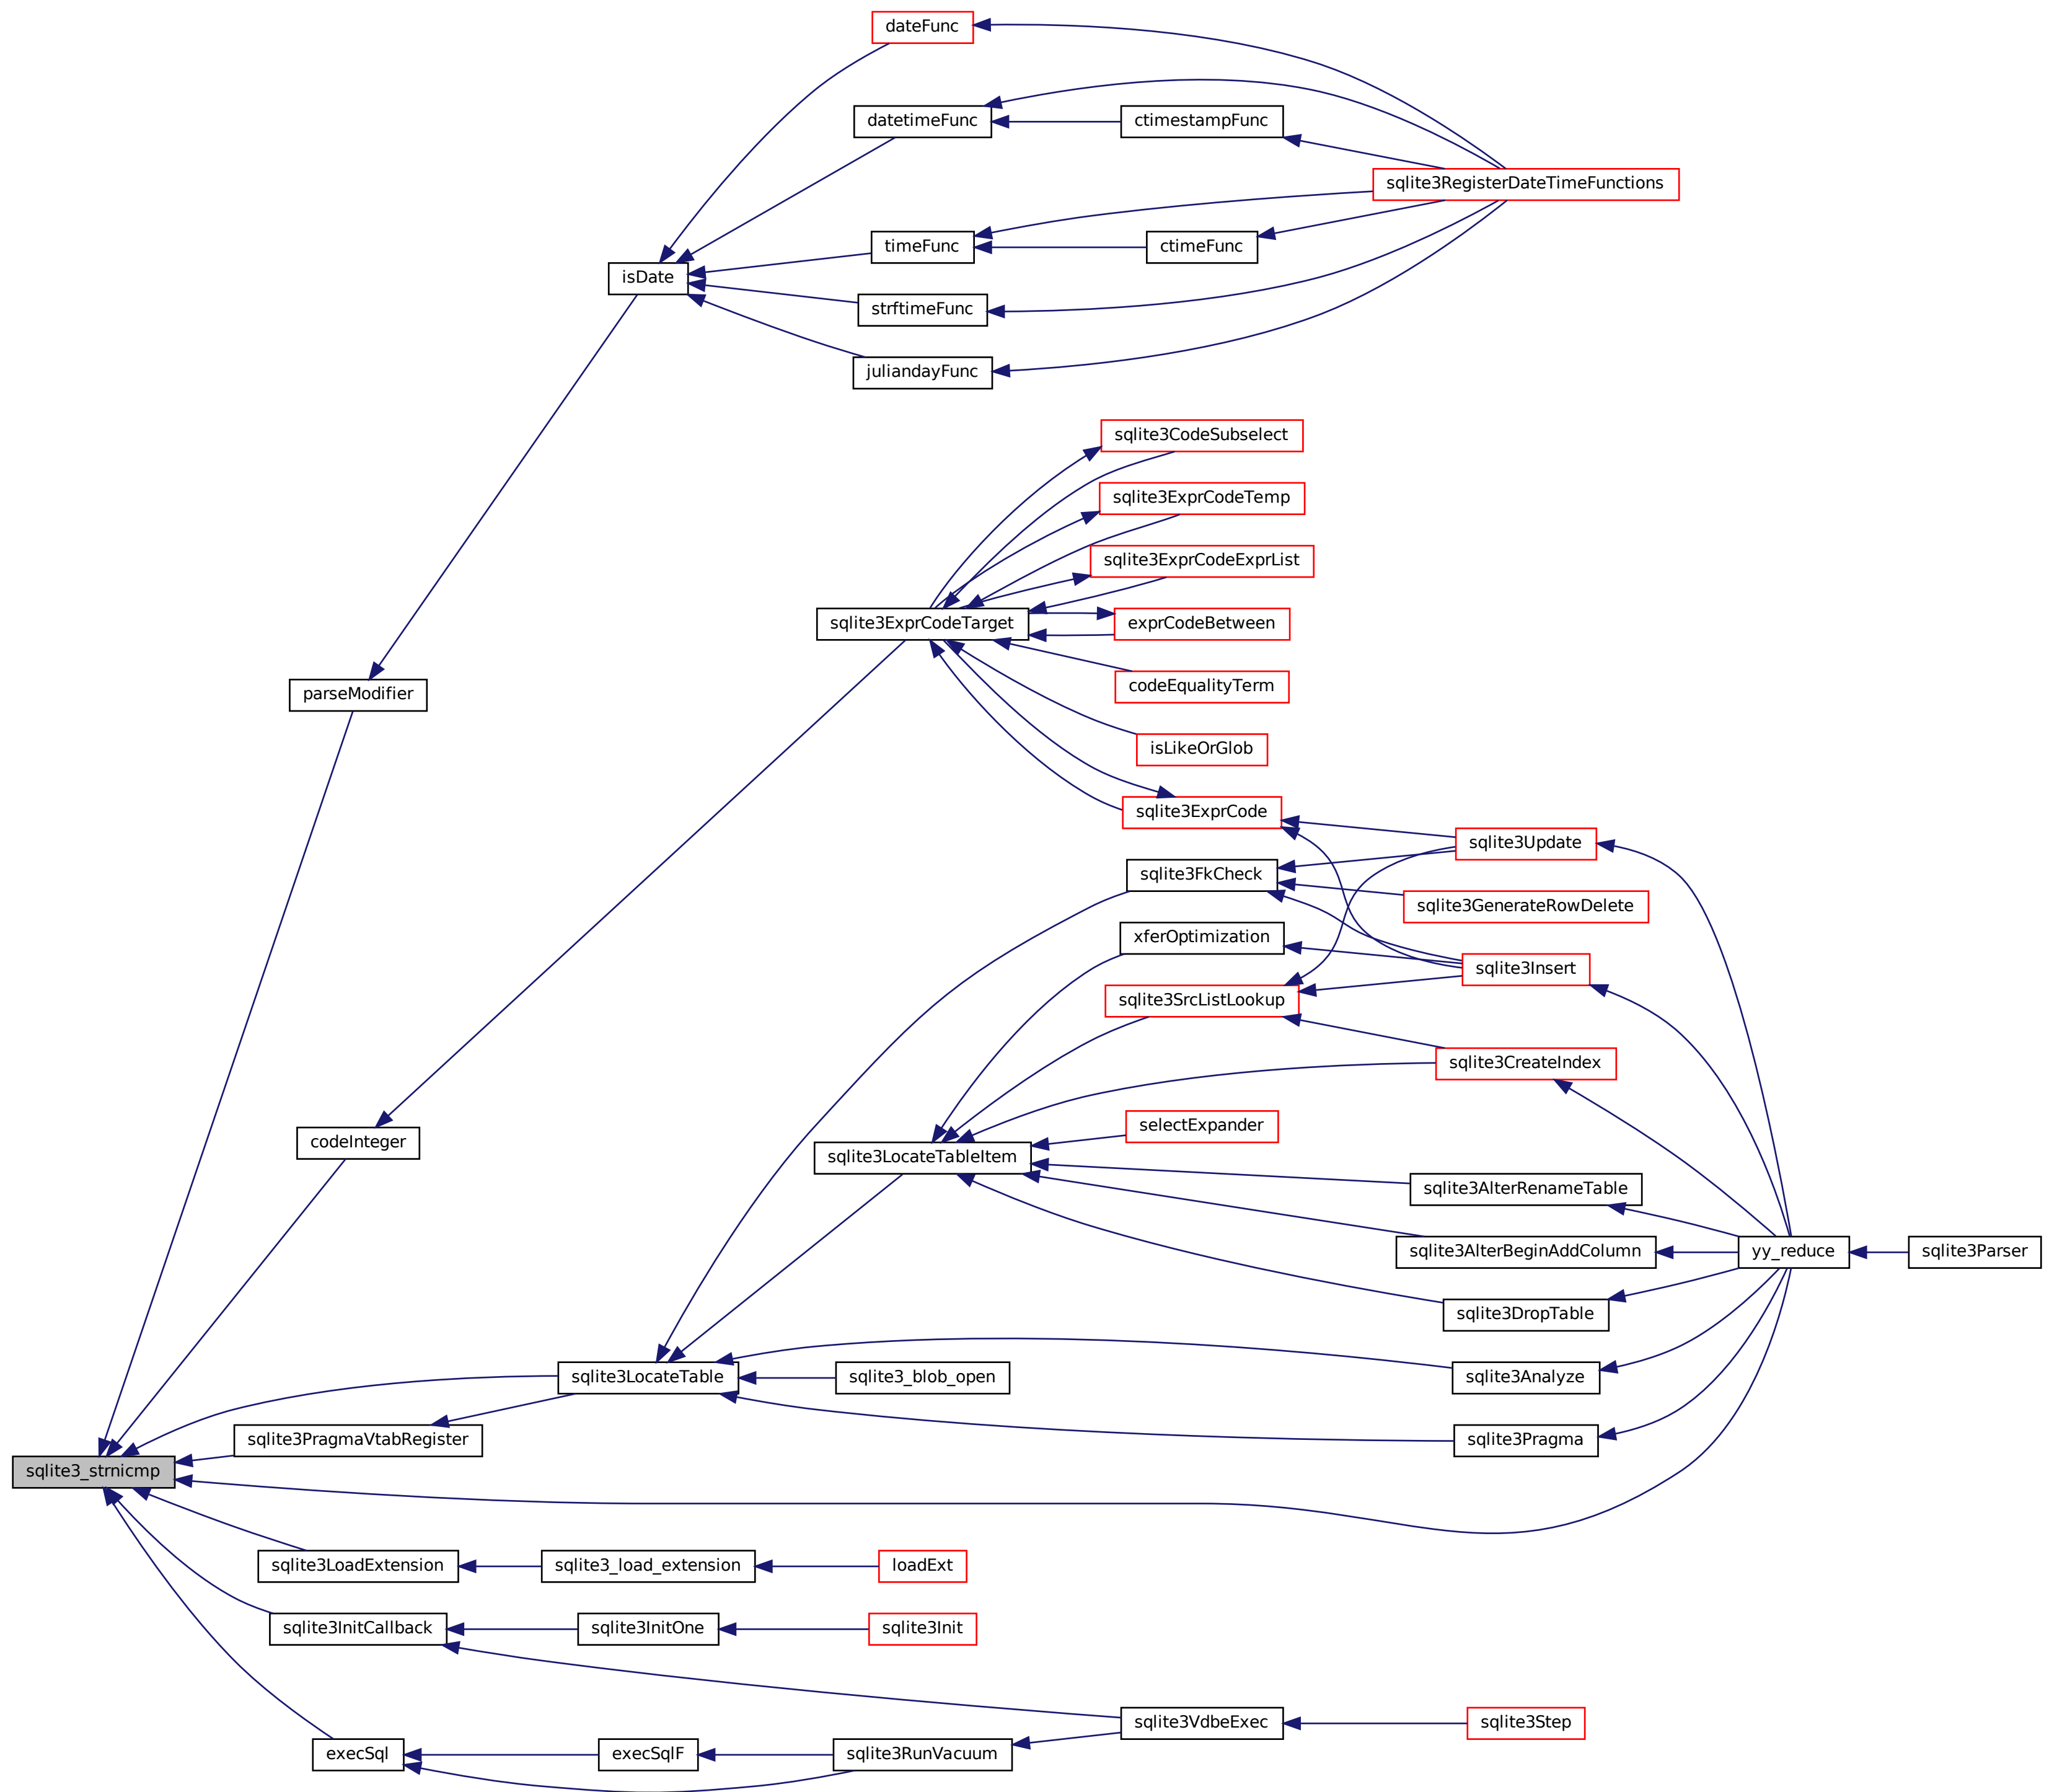 dateFunc
datetimeFunc
ctimestampFunc
sqlite3RegisterDateTimeFunctions
timeFunc
ctimeFunc
isDate
strftimeFunc
juliandayFunc
sqlite3CodeSubselect
sqlite3ExprCodeTemp
sqlite3ExprCodeExprList
sqlite3ExprCodeTarget
exprCodeBetween
codeEqualityTerm
parseModifier
isLikeOrGlob
sqlite3ExprCode
sqlite3Update
sqlite3FkCheck
sqlite3GenerateRowDelete
xferOptimization
sqlite3Insert
sqlite3SrcListLookup
sqlite3CreateIndex
selectExpander
codeInteger
sqlite3LocateTableItem
sqlite3AlterRenameTable
sqlite3AlterBeginAddColumn
yy_reduce
sqlite3Parser
sqlite3DropTable
sqlite3LocateTable
sqlite3_blob_open
sqlite3Analyze
sqlite3PragmaVtabRegister
sqlite3Pragma
sqlite3_strnicmp
sqlite3LoadExtension
sqlite3_load_extension
loadExt
sqlite3InitCallback
sqlite3InitOne
sqlite3Init
sqlite3VdbeExec
sqlite3Step
execSql
execSqlF
sqlite3RunVacuum